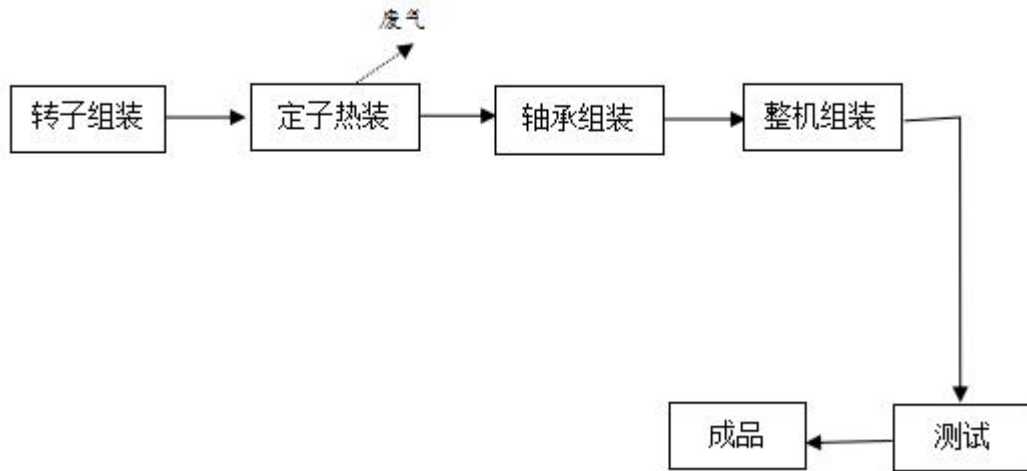 废气
转子组装
定子热装
轴承组装
整机组装
成品
测试